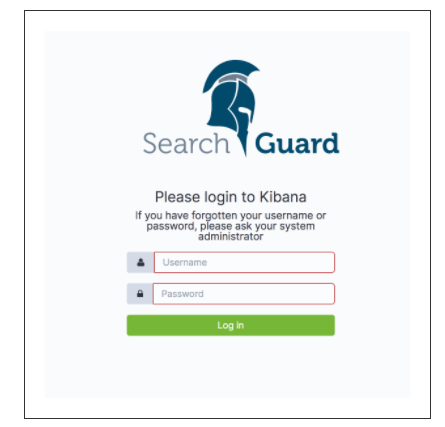 Search Guard
Please login to Kibana
If you have forgotten your username or
password, please ask your system
administrator
Username
Password
Log in